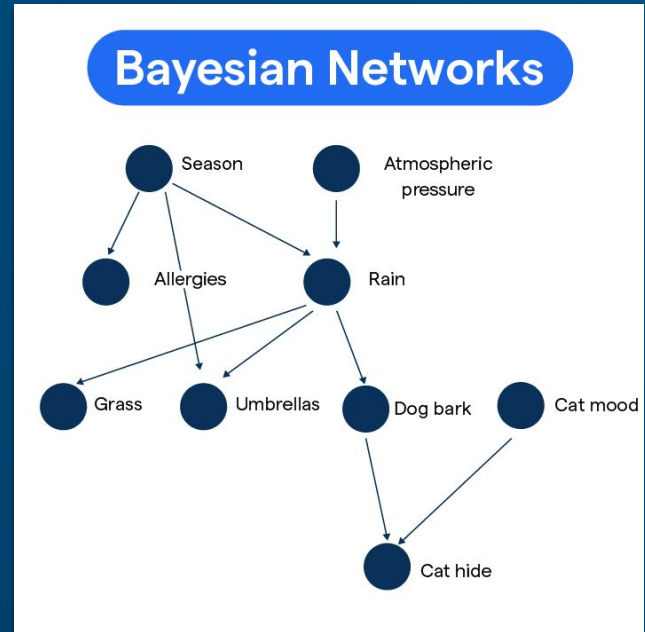 Bayesian Networks
Season
Atmospheric
pressure
Allergies
Rain
Grass
Umbrellas
Dog bark
Cat mood
Cat hide